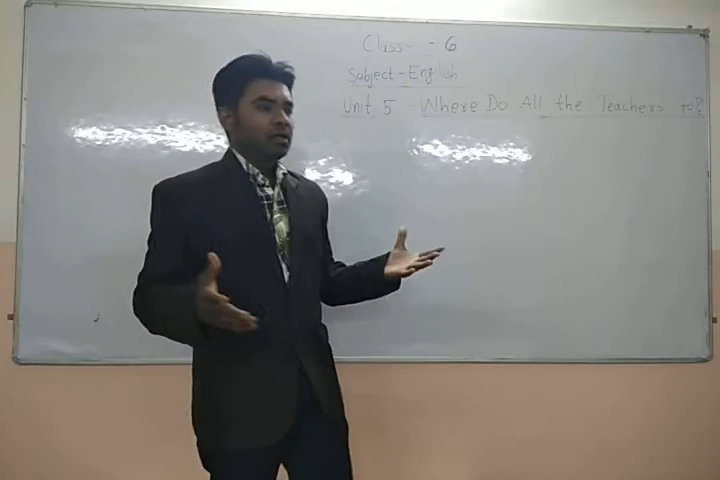 Class - - 6
Subject - English
Unit 5 - Where Do All the Teachers Go?